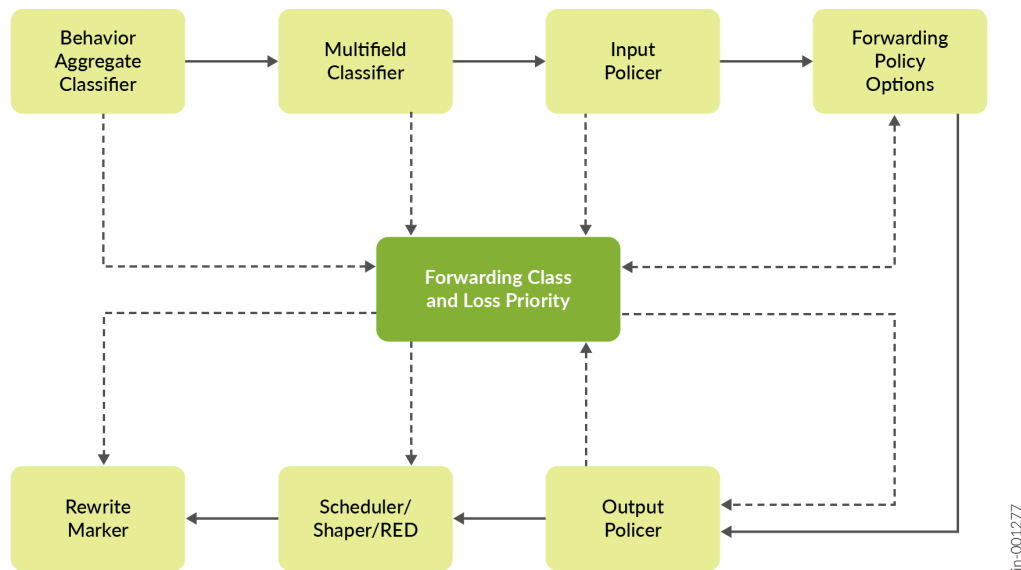 Behavior
Aggregate
Classifier
Multifield
Classifier
Input
Policer
Forwarding
Policy
Options
Forwarding Class
and Loss Priority
Rewrite
Marker
Scheduler/
Shaper/RED
Output
Policer
jn-001277